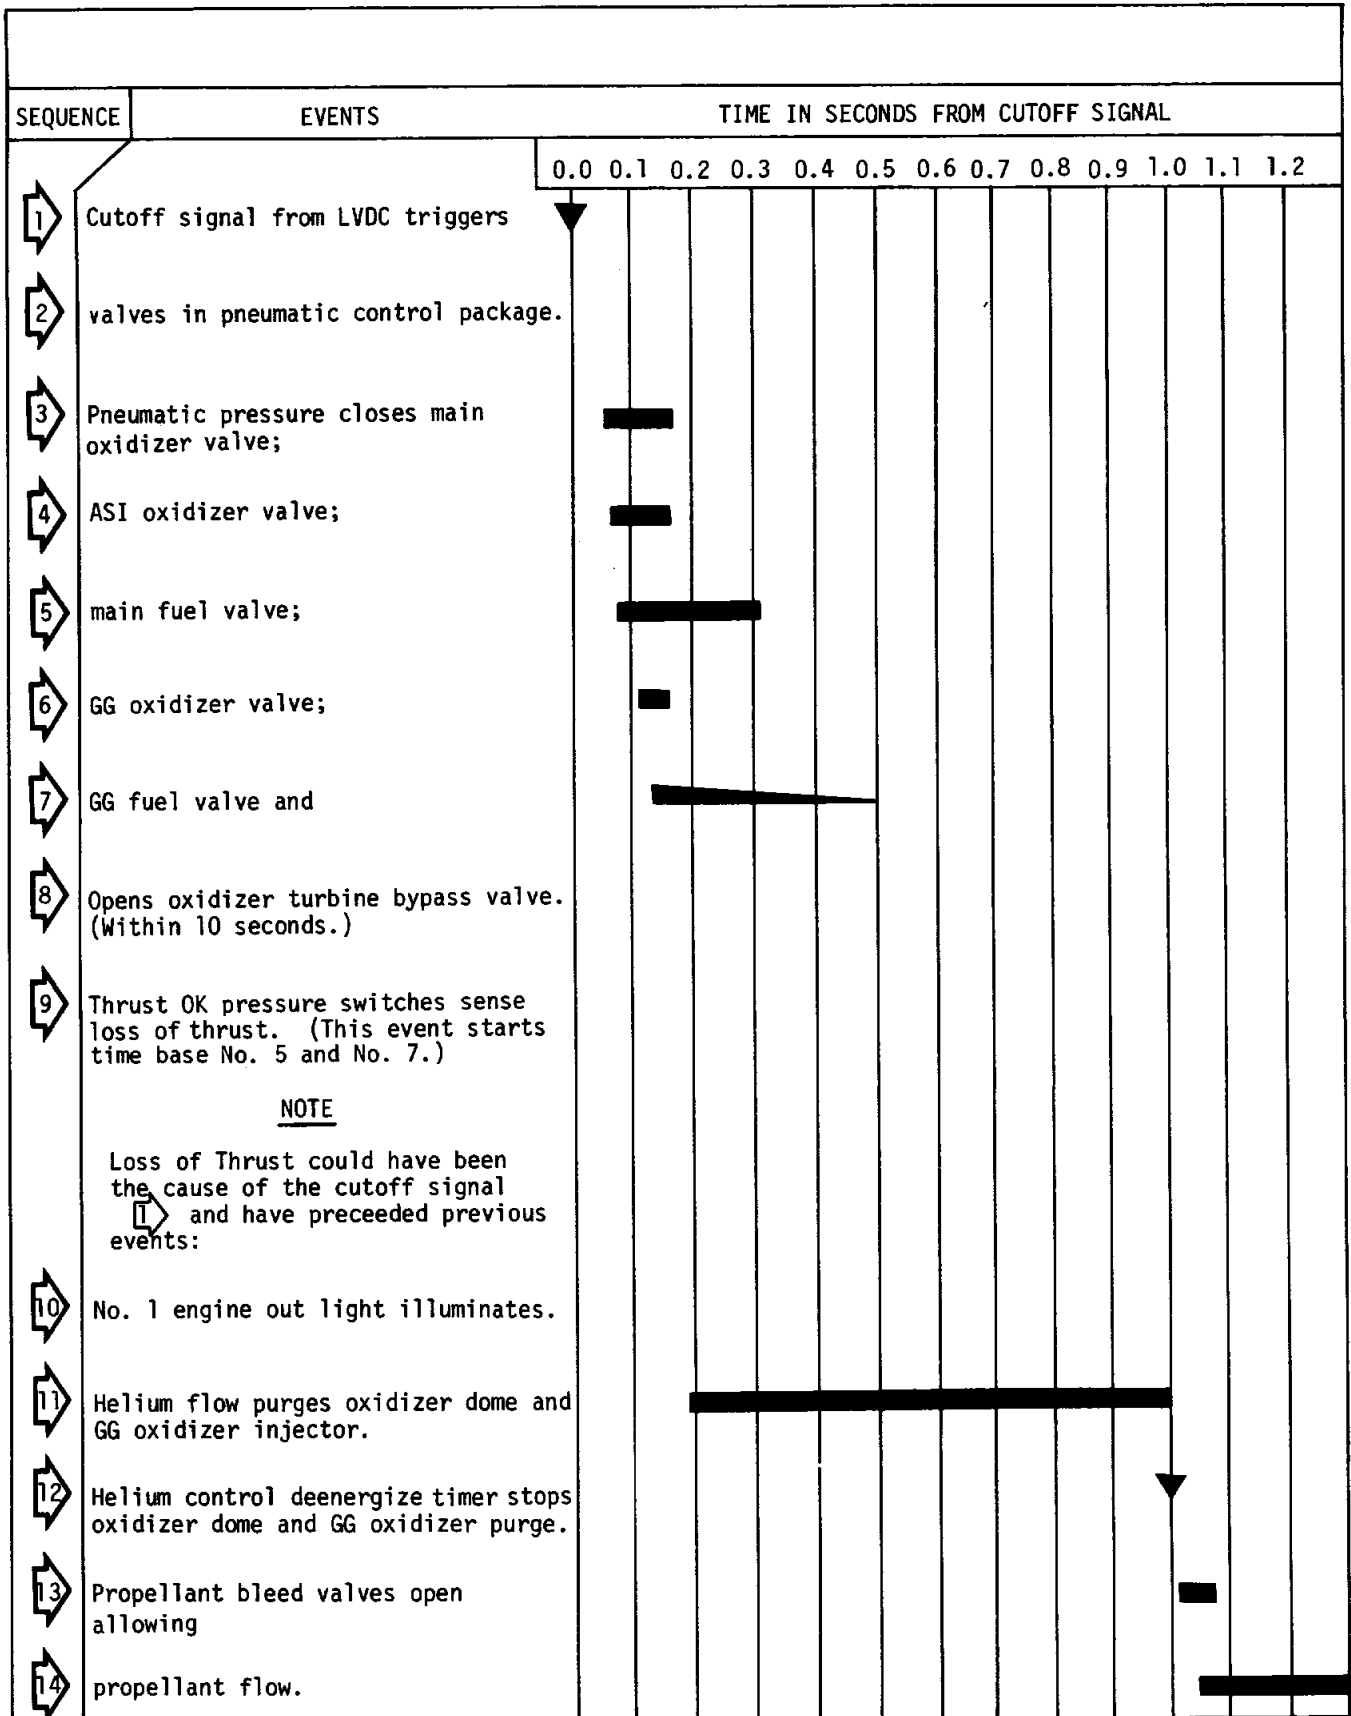 SEQUENCE EVENTS TIME IN SECONDS FROM CUTOFF SIGNAL
0.0 0.1 0.2 0.3 0.4 0.5 0.6 0.7 0.8 0.9 1.0 1.1 1.2
1 Cutoff signal from LVDC triggers
2 valves in pneumatic control package.
3 Pneumatic pressure closes main
oxidizer valve;
4 ASI oxidizer valve;
5 main fuel valve;
6 GG oxidizer valve;
7 GG fuel valve and
8 Opens oxidizer turbine bypass valve.
(Within 10 seconds.)
9 Thrust OK pressure switches sense
loss of thrust. (This event starts
time base No. 5 and No. 7.)
NOTE
Loss of Thrust could have been
the cause of the cutoff signal
1 and have preceeded previous
events:
10 No. 1 engine out light illuminates.
11 Helium flow purges oxidizer dome and
GG oxidizer injector.
12 Helium control deenergize timer stops
oxidizer dome and GG oxidizer purge.
13 Propellant bleed valves open
allowing
14 propellant flow.